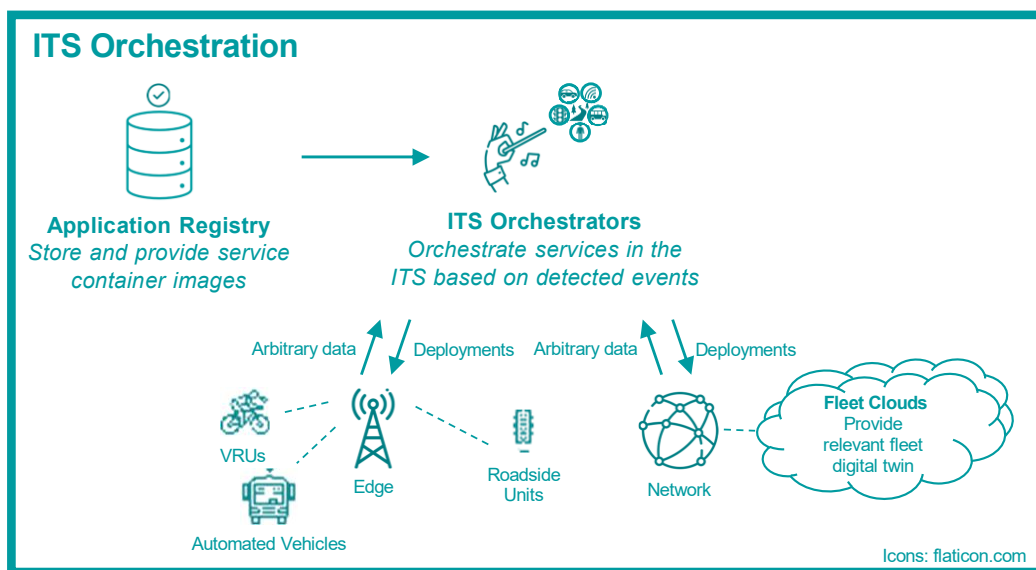 ITS Orchestration
Application Registry
Store and provide service
container images
ITS Orchestrators
Orchestrate services in the
ITS based on detected events
Arbitrary data
Deployments
Arbitrary data
Deployments
VRUs
Automated Vehicles
Edge
Roadside
Units
Network
Fleet Clouds
Provide
relevant fleet
digital twin
Icons: flaticon.com